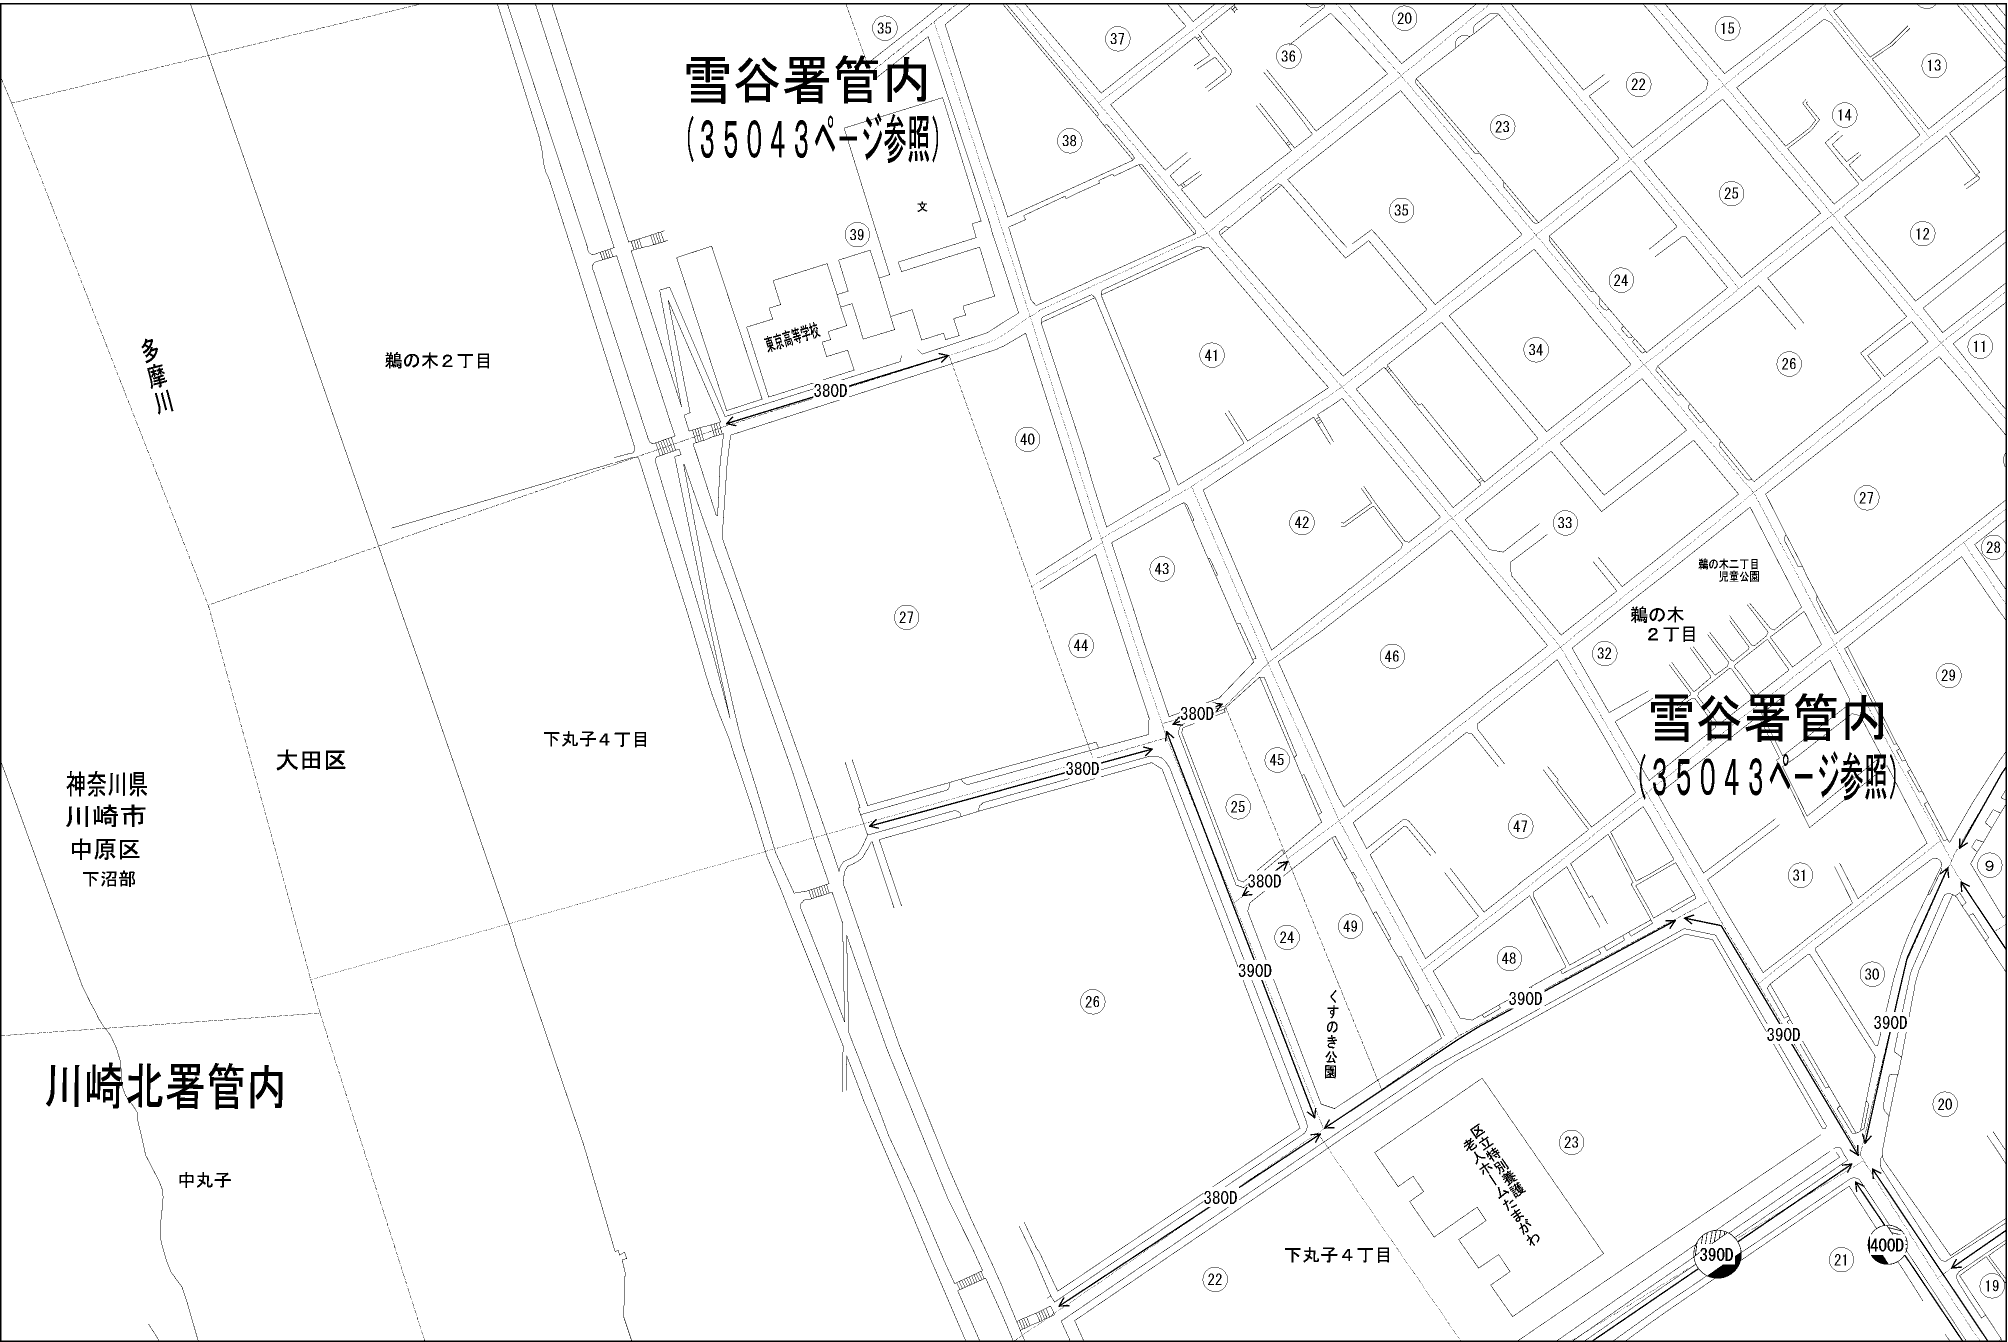 雪谷署管内
(35043ページ参照)
35
37
36
20
15
13
22
23
14
38
文
39
35
25
12
24
東京高等学校
380D
41
34
26
11
多摩川
鵜の木2丁目
40
42
33
27
28
43
鵜の木二丁目
児童公園
鵜の木
2丁目
27
44
46
32
29
雪谷署管内
(35043ページ参照)
380D
380D
下丸子4丁目
大田区
45
25
47
神奈川県
川崎市
中原区
下沼部
380D
31
9
24
49
48
390D
390D
30
390D
390D
26
くすのき公園
川崎北署管内
中丸子
区立特別養護
老人ホームたまがわ
23
20
380D
下丸子4丁目
22
390D
21
400D
19